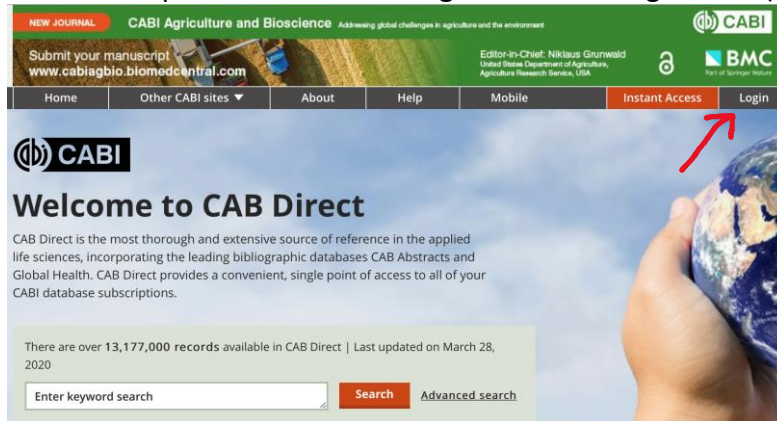 NEW JOURNAL CABI Agriculture and Bioscience Addressing global challenges in agriculture and the environment
CABI
Submit your manuscript
www.cabiagbio.biomedcentral.com
Editor-in-Chief: Niklaus Grunwald
United States Department of Agriculture,
Agriculture Research Service, USA
BMC
Part of Springer Nature
Home Other CABI sites ▼ About Help Mobile Instant Access Login
CABI
Welcome to CAB Direct
CAB Direct is the most thorough and extensive source of reference in the applied
life sciences, incorporating the leading bibliographic databases CAB Abstracts and
Global Health. CAB Direct provides a convenient, single point of access to all of your
CABI database subscriptions.
There are over 13,177,000 records available in CAB Direct | Last updated on March 28,
2020
Enter keyword search Search Advanced search